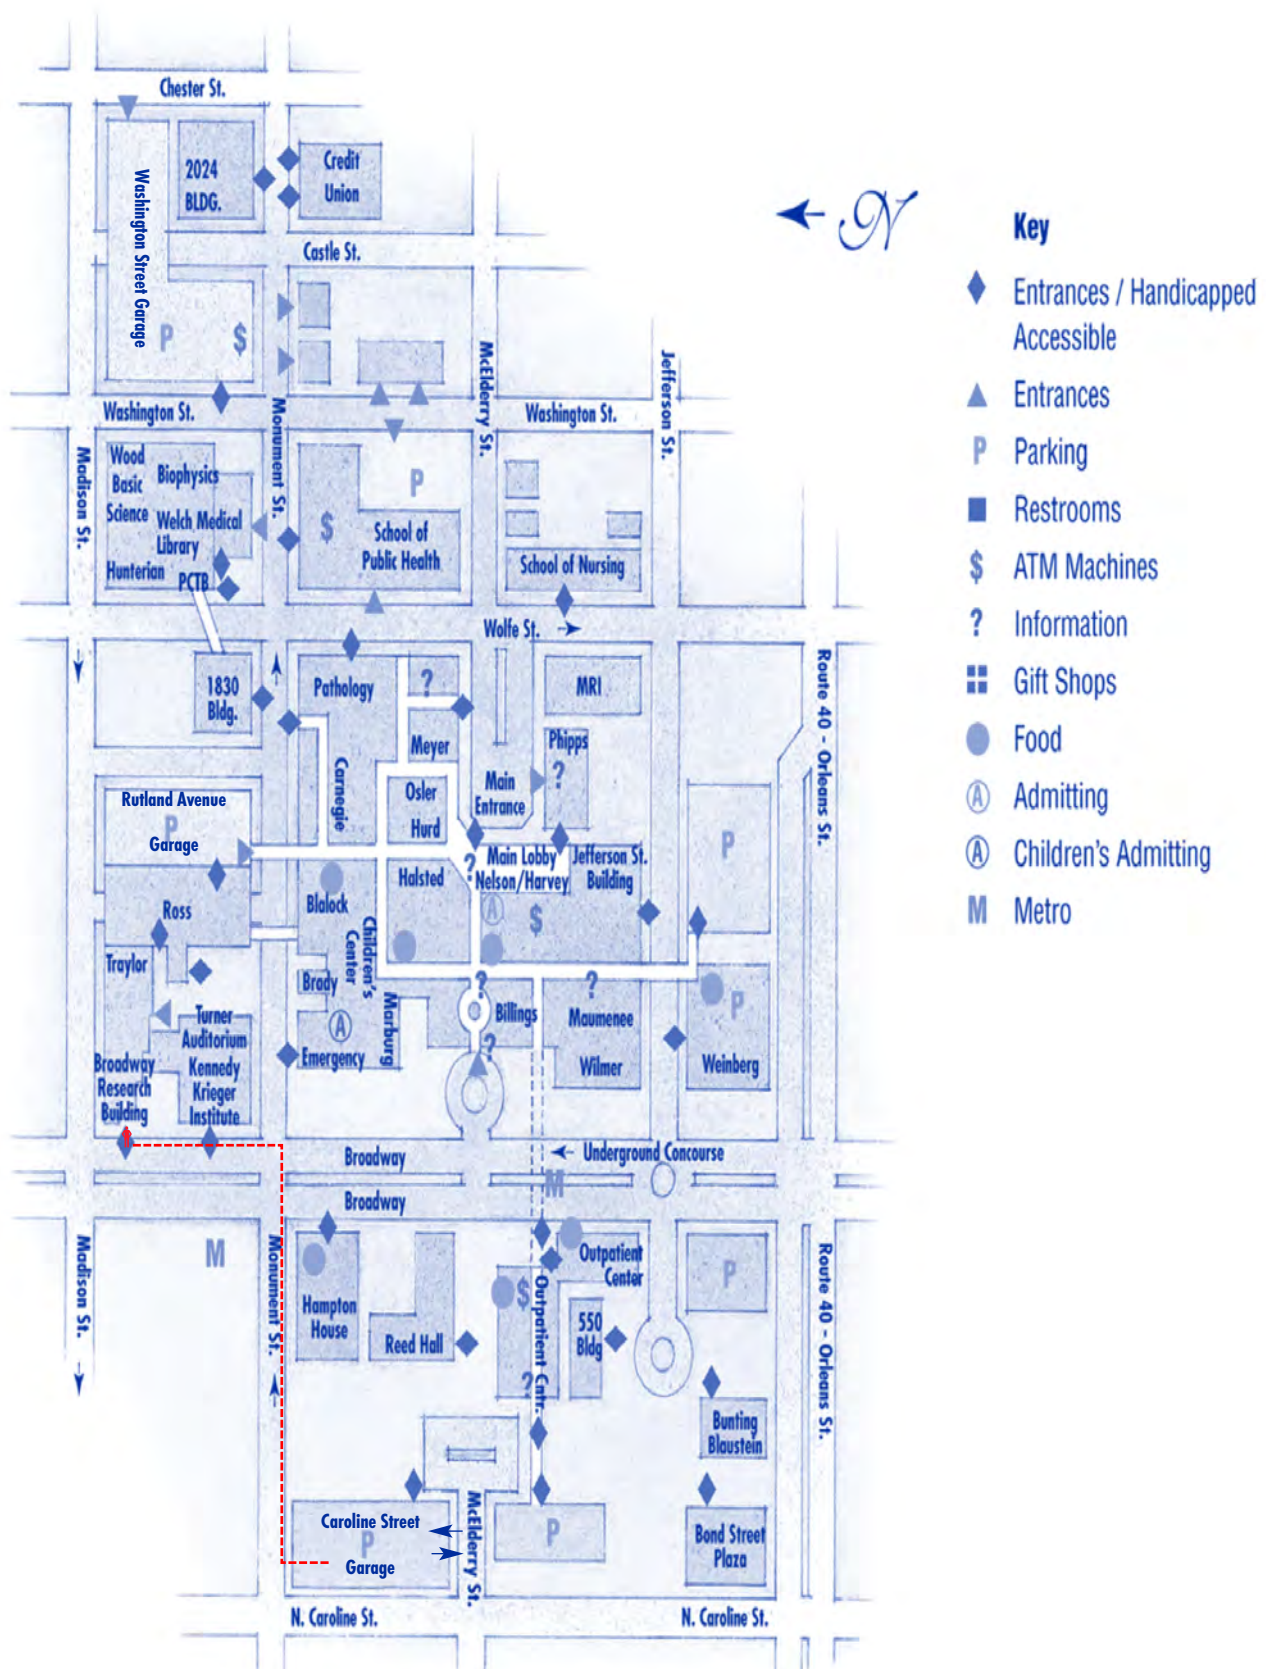 Chester St.
2024
BLDG.
Credit
Union
Washington Street Garage
Castle St.
P
$
N
Key
Entrances / Handicapped
Accessible
Entrances
P
Parking
Restrooms
$
ATM Machines
?
Information
Gift Shops
Food
A
Admitting
A
Children's Admitting
M
Metro
Washington St.
Monument St.
McElderry St.
Washington St.
Jefferson St.
Madison St.
Wood
Basic
Science
Biophysics
Welch Medical
Library
Hunterian
PCTB
$
P
School of
Public Health
School of Nursing
Wolfe St.
1830
Bldg.
Pathology
?
Meyer
MRI
Phipps
?
Route 40 - Orleans St.
Carnegie
Osler
Hurd
Main
Entrance
Rutland Avenue
P
Garage
Halsted
?
Main Lobby
Nelson/Harvey
Jefferson St.
Building
P
Ross
Blalock
A
$
Children's
Center
Traylor
Brady
A
Marburg
?
Billings
?
?
Maumenee
P
Turner
Auditorium
Emergency
Wilmer
Weinberg
Broadway
Research
Building
Kennedy
Krieger
Institute
Broadway
Underground Concourse
M
Broadway
Madison St.
M
Monument St.
Hampton
House
Reed Hall
$
?
Outpatient Cntr.
Outpatient
Center
550
Bldg
P
Route 40 - Orleans St.
Bunting
Blaustein
Caroline Street
P
Garage
McElderry St.
P
Bond Street
Plaza
N. Caroline St.
N. Caroline St.